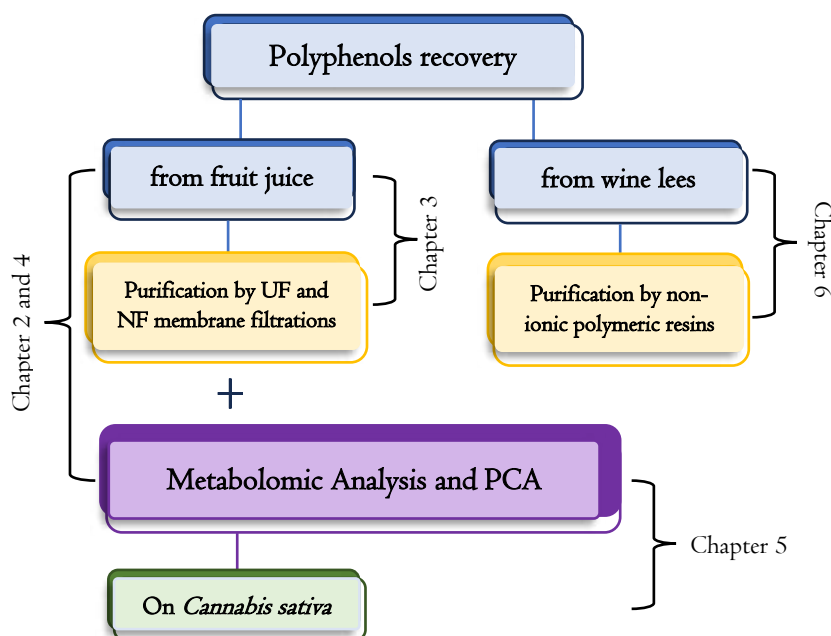 Polyphenols recovery
from fruit juice
from wine lees
Chapter 3
Chapter 6
Purification by UF and
NF membrane filtrations
Purification by non-
ionic polymeric resins
Chapter 2 and 4
+
Metabolomic Analysis and PCA
Chapter 5
On Cannabis sativa